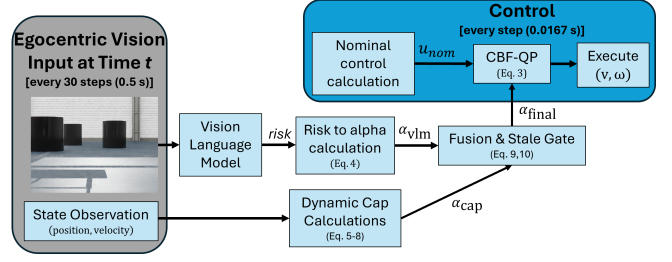 Control
[every step (0.0167 s)]
Egocentric Vision
Input at Time t
[every 30 steps (0.5 s)]
Nominal
control
calculation
u_nom
CBF-QP
(Eq. 3)
Execute
(v, ω)
α_final
Vision
Language
Model
risk
Risk to alpha
calculation
(Eq. 4)
α_vlm
Fusion & Stale Gate
(Eq. 9,10)
State Observation
(position, velocity)
Dynamic Cap
Calculations
(Eq. 5-8)
α_cap